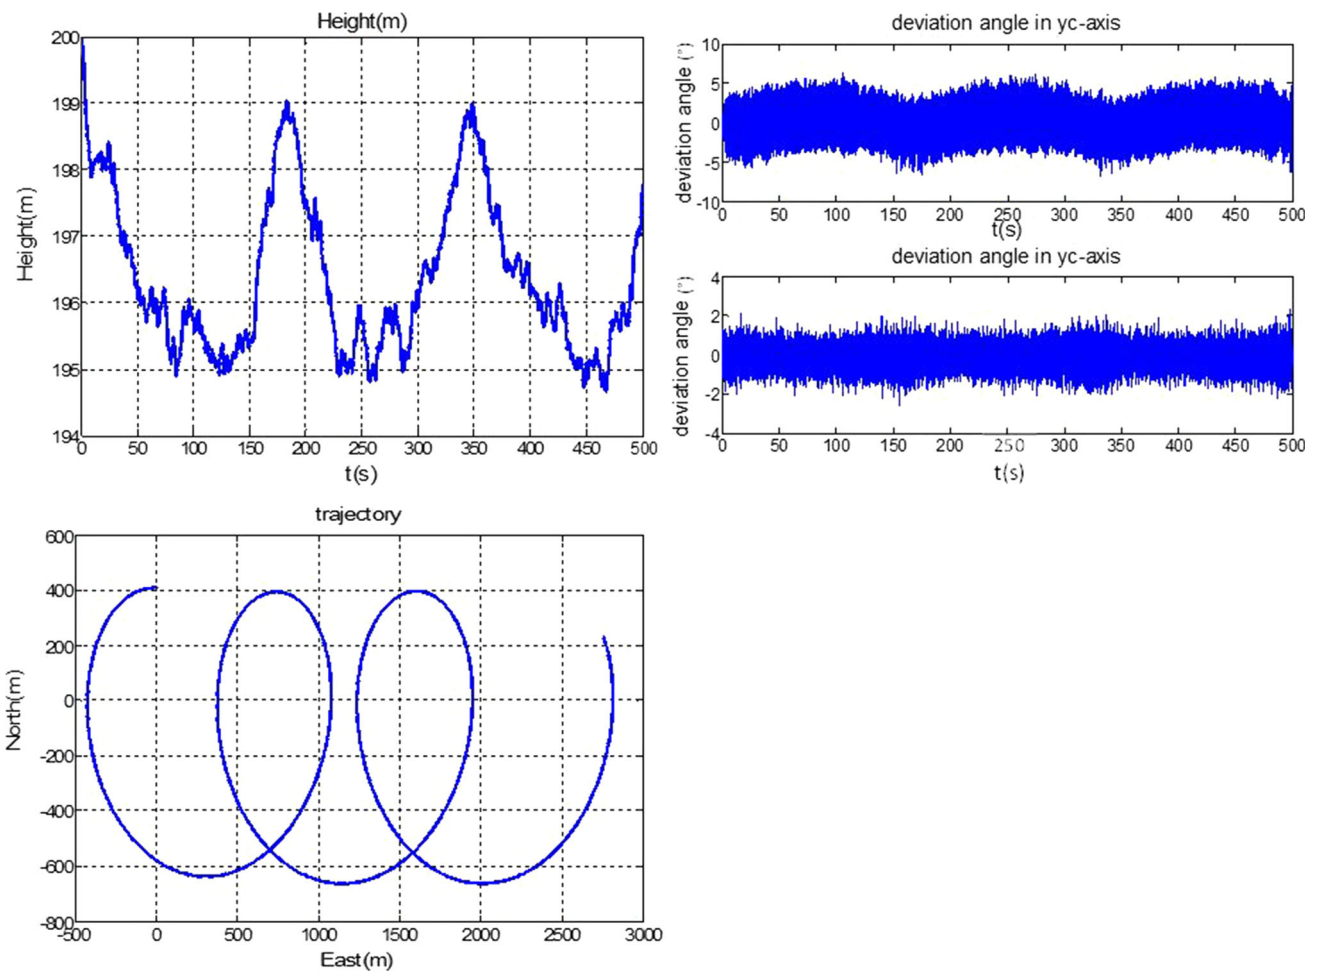 Height(m)
200
199
198
197
196
195
194
Height(m)
0 50 100 150 200 250 300 350 400 450 500
t(s)
deviation angle in yc-axis
10
5
0
-5
-10
deviation angle (°)
0 50 100 150 200 250 300 350 400 450 500
t(s)
deviation angle in yc-axis
4
2
0
-2
-4
deviation angle (°)
0 50 100 150 200 250 300 350 400 450 500
t(s)
trajectory
600
400
200
0
-200
-400
-600
-800
North(m)
-500 0 500 1000 1500 2000 2500 3000
East(m)